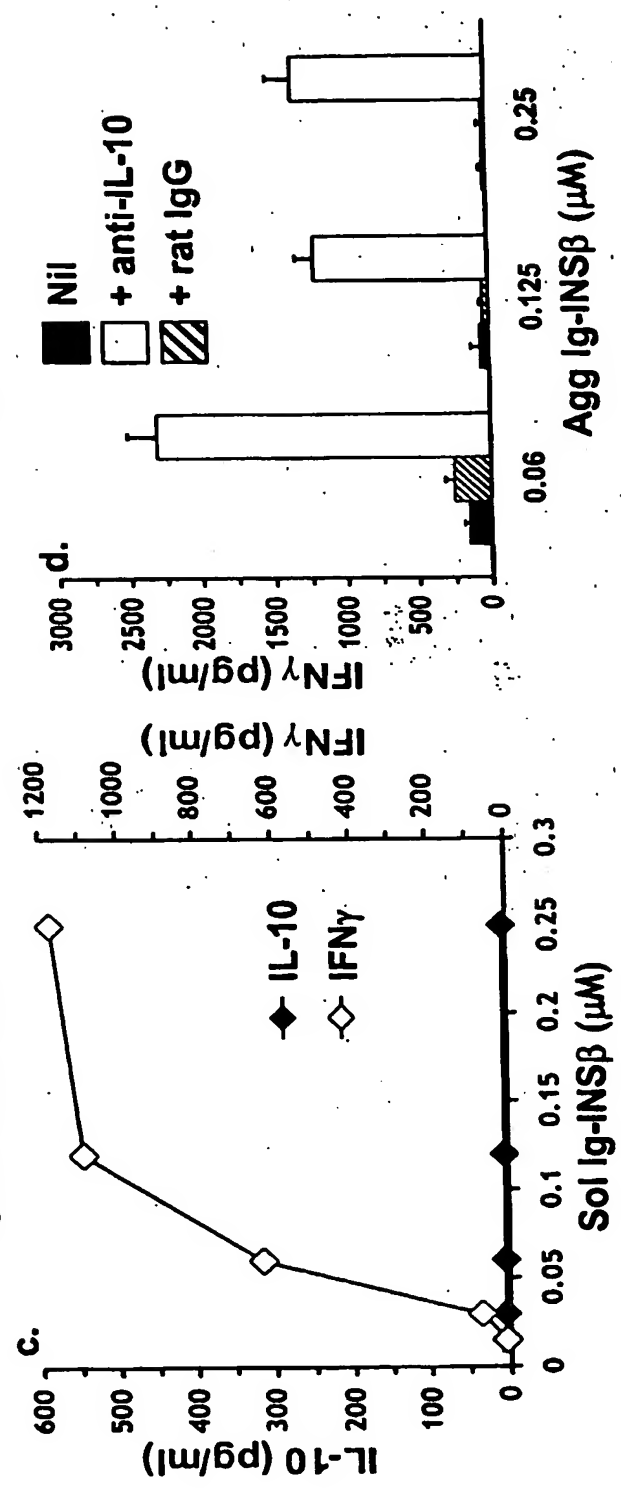 c.
IL-10 (pg/ml)
600
500
400
300
200
100
0
IL-10
IFNγ
1200
1000
800
600
400
200
0
IFNγ (pg/ml)
0
0.05
0.1
0.15
0.2
0.25
0.3
Sol Ig-INSβ (µM)
d.
IFNγ (pg/ml)
3000
2500
2000
1500
1000
500
0
Nil
+ anti-IL-10
+ rat IgG
0.06
0.125
0.25
Agg Ig-INSβ (µM)